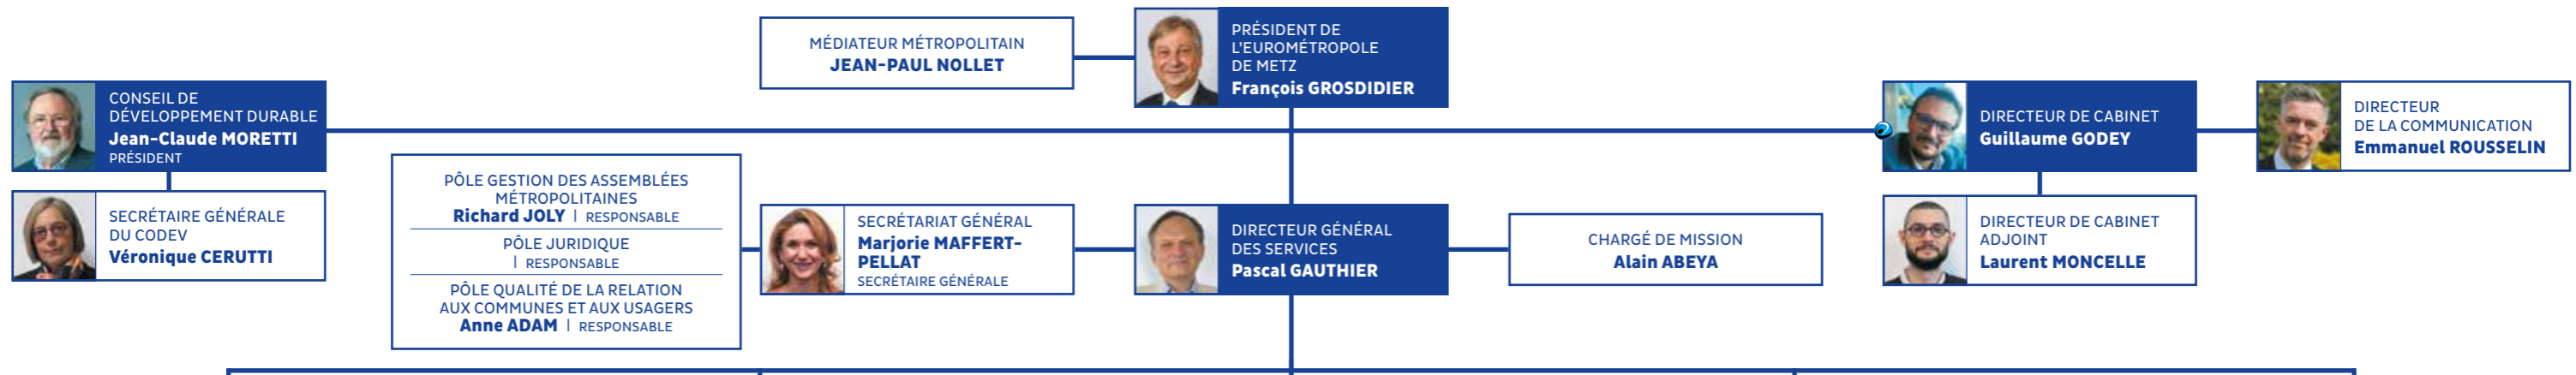 MÉDIATEUR MÉTROPOLITAIN
JEAN-PAUL NOLLET
PRÉSIDENT DE
L'EUROMÉTROPOLE
DE METZ
François GROSDIDIER
CONSEIL DE
DÉVELOPPEMENT DURABLE
Jean-Claude MORETTI
PRÉSIDENT
DIRECTEUR DE CABINET
Guillaume GODEY
DIRECTEUR
DE LA COMMUNICATION
Emmanuel ROUSSELIN
SECRÉTAIRE GÉNÉRALE
DU CODEV
Véronique CERUTTI
PÔLE GESTION DES ASSEMBLÉES
MÉTROPOLITAINES
Richard JOLY | RESPONSABLE
PÔLE JURIDIQUE
| RESPONSABLE
PÔLE QUALITÉ DE LA RELATION
AUX COMMUNES ET AUX USAGERS
Anne ADAM | RESPONSABLE
SECRÉTARIAT GÉNÉRAL
Marjorie MAFFERT-
PELLAT
SECRÉTAIRE GÉNÉRALE
DIRECTEUR GÉNÉRAL
DES SERVICES
Pascal GAUTHIER
CHARGÉ DE MISSION
Alain ABEYA
DIRECTEUR DE CABINET
ADJOINT
Laurent MONCELLE